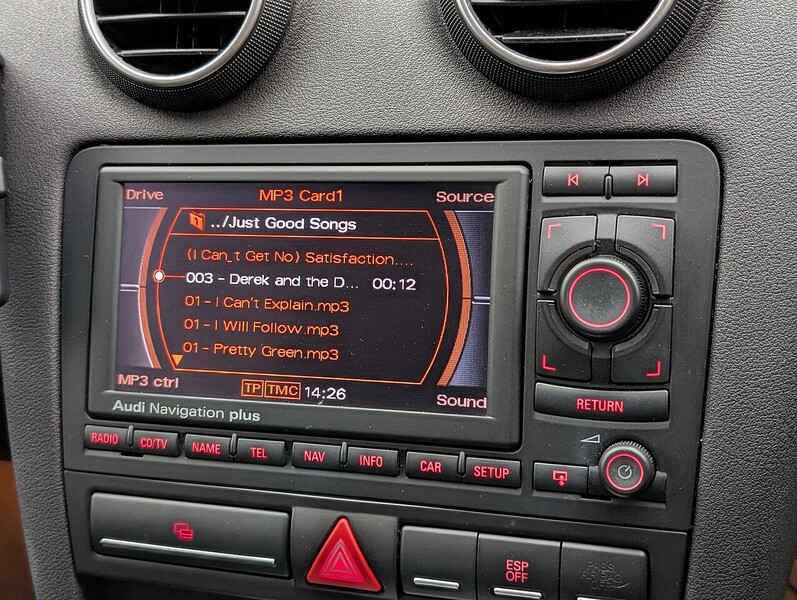 Drive MP3 Card1 Source
../Just Good Songs
(I Can_t Get No) Satisfaction....
003 - Derek and the D... 00:12
01 - I Can't Explain.mp3
01 - I Will Follow.mp3
01 - Pretty Green.mp3
MP3 ctrl TP TMC 14:26 Sound
Audi Navigation plus
RETURN
RADIO CD/TV NAME TEL NAV INFO CAR SETUP
ESP
OFF
PASS